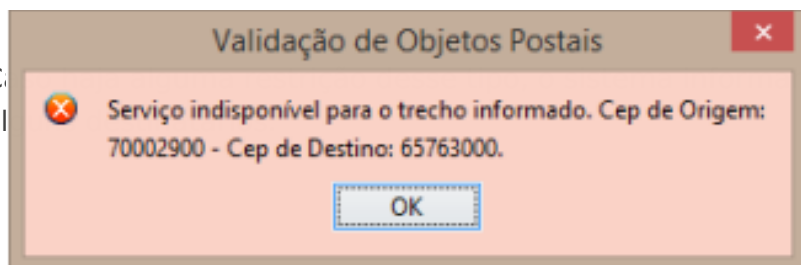 Validação de Objetos Postais
Serviço indisponível para o trecho informado. Cep de Origem:
70002900 - Cep de Destino: 65763000.
OK